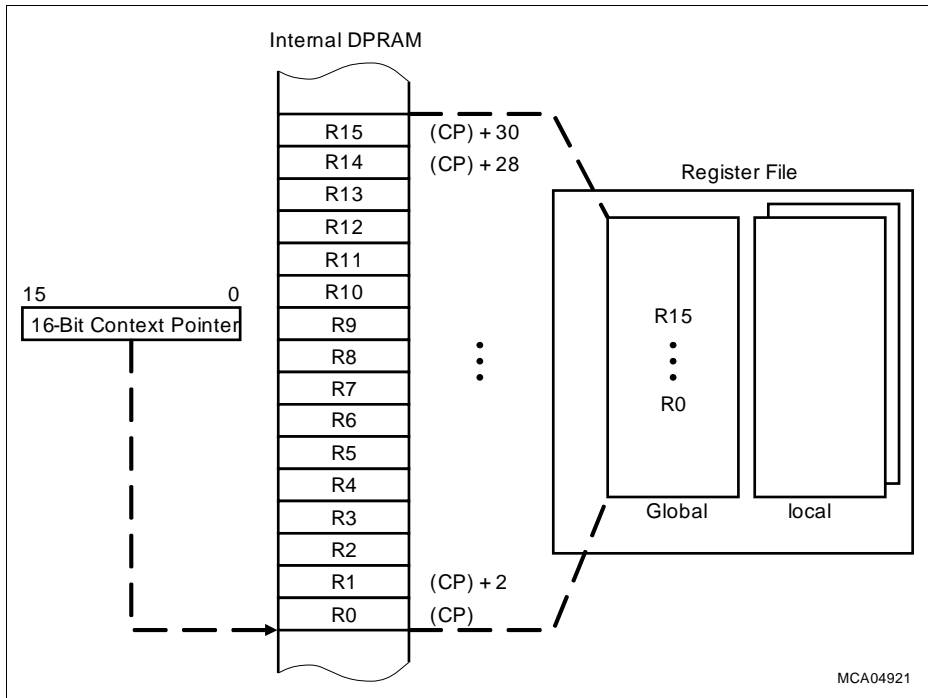 Internal DPRAM
R15 (CP) + 30
R14 (CP) + 28
R13
R12
R11
R10
R9
R8
R7
R6
R5
R4
R3
R2
R1 (CP) + 2
R0 (CP)
15 0
16-Bit Context Pointer
Register File
R15
R0
Global local
MCA04921